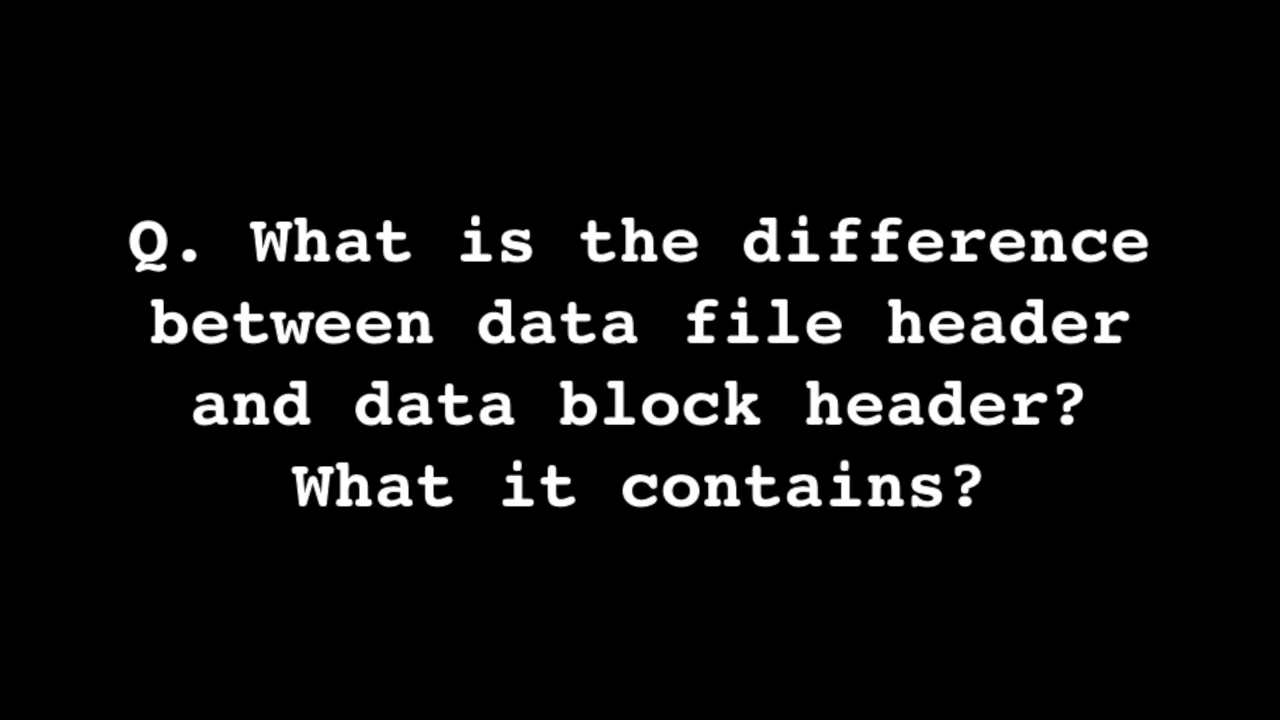 Q. What is the difference
between data file header
and data block header?
What it contains?